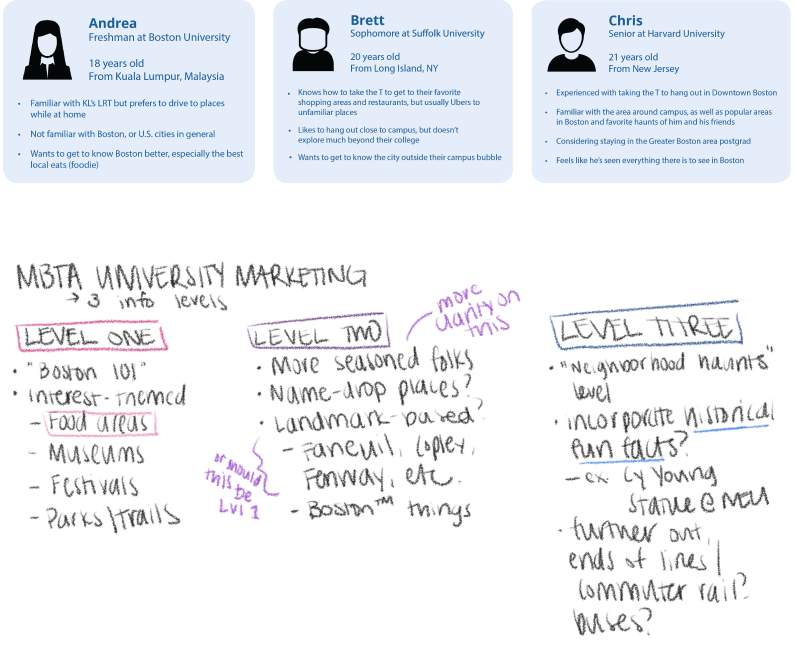 Andrea
Freshman at Boston University
18 years old
From Kuala Lumpur, Malaysia
• Familiar with KL's LRT but prefers to drive to places
while at home
• Not familiar with Boston, or U.S. cities in general
• Wants to get to know Boston better, especially the best
local eats (foodie)
Brett
Sophomore at Suffolk University
20 years old
From Long Island, NY
• Knows how to take the T to get to their favorite
shopping areas and restaurants, but usually Ubers to
unfamiliar places
• Likes to hang out close to campus, but doesn't
explore much beyond their college
• Wants to get to know the city outside their campus bubble
Chris
Senior at Harvard University
21 years old
From New Jersey
• Experienced with taking the T to hang out in Downtown Boston
• Familiar with the area around campus, as well as popular areas
in Boston and favorite haunts of him and his friends
• Considering staying in the Greater Boston area postgrad
• Feels like he's seen everything there is to see in Boston
MBTA UNIVERSITY MARKETING
→ 3 info levels
LEVEL ONE
• "Boston 101"
• interest-themed
- Food areas
- Museums
- Festivals
- Parks/trails
LEVEL TWO
more
clarity on
this
• More seasoned folks
• Name-drop places?
• Landmark-based?
- Faneuil, Copley,
Fenway, etc.
- Boston™ things
or should
this be
LVL 1
LEVEL THREE
• "Neighborhood haunts"
level
• incorporate historical
fun facts?
- ex Cy Young
Statue @ NEU
• further out,
ends of lines/
commuter rail?
buses?